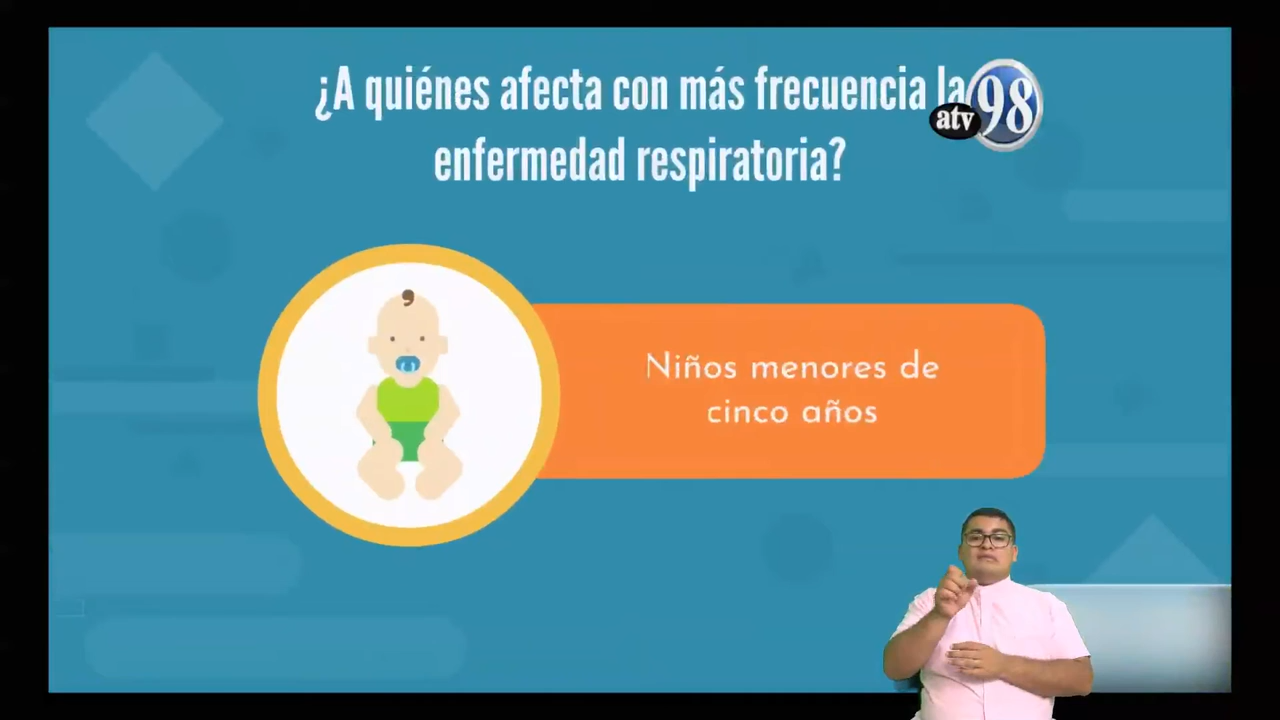 ¿A quiénes afecta con más frecuencia la
enfermedad respiratoria?
atv 98
Niños menores de
cinco años